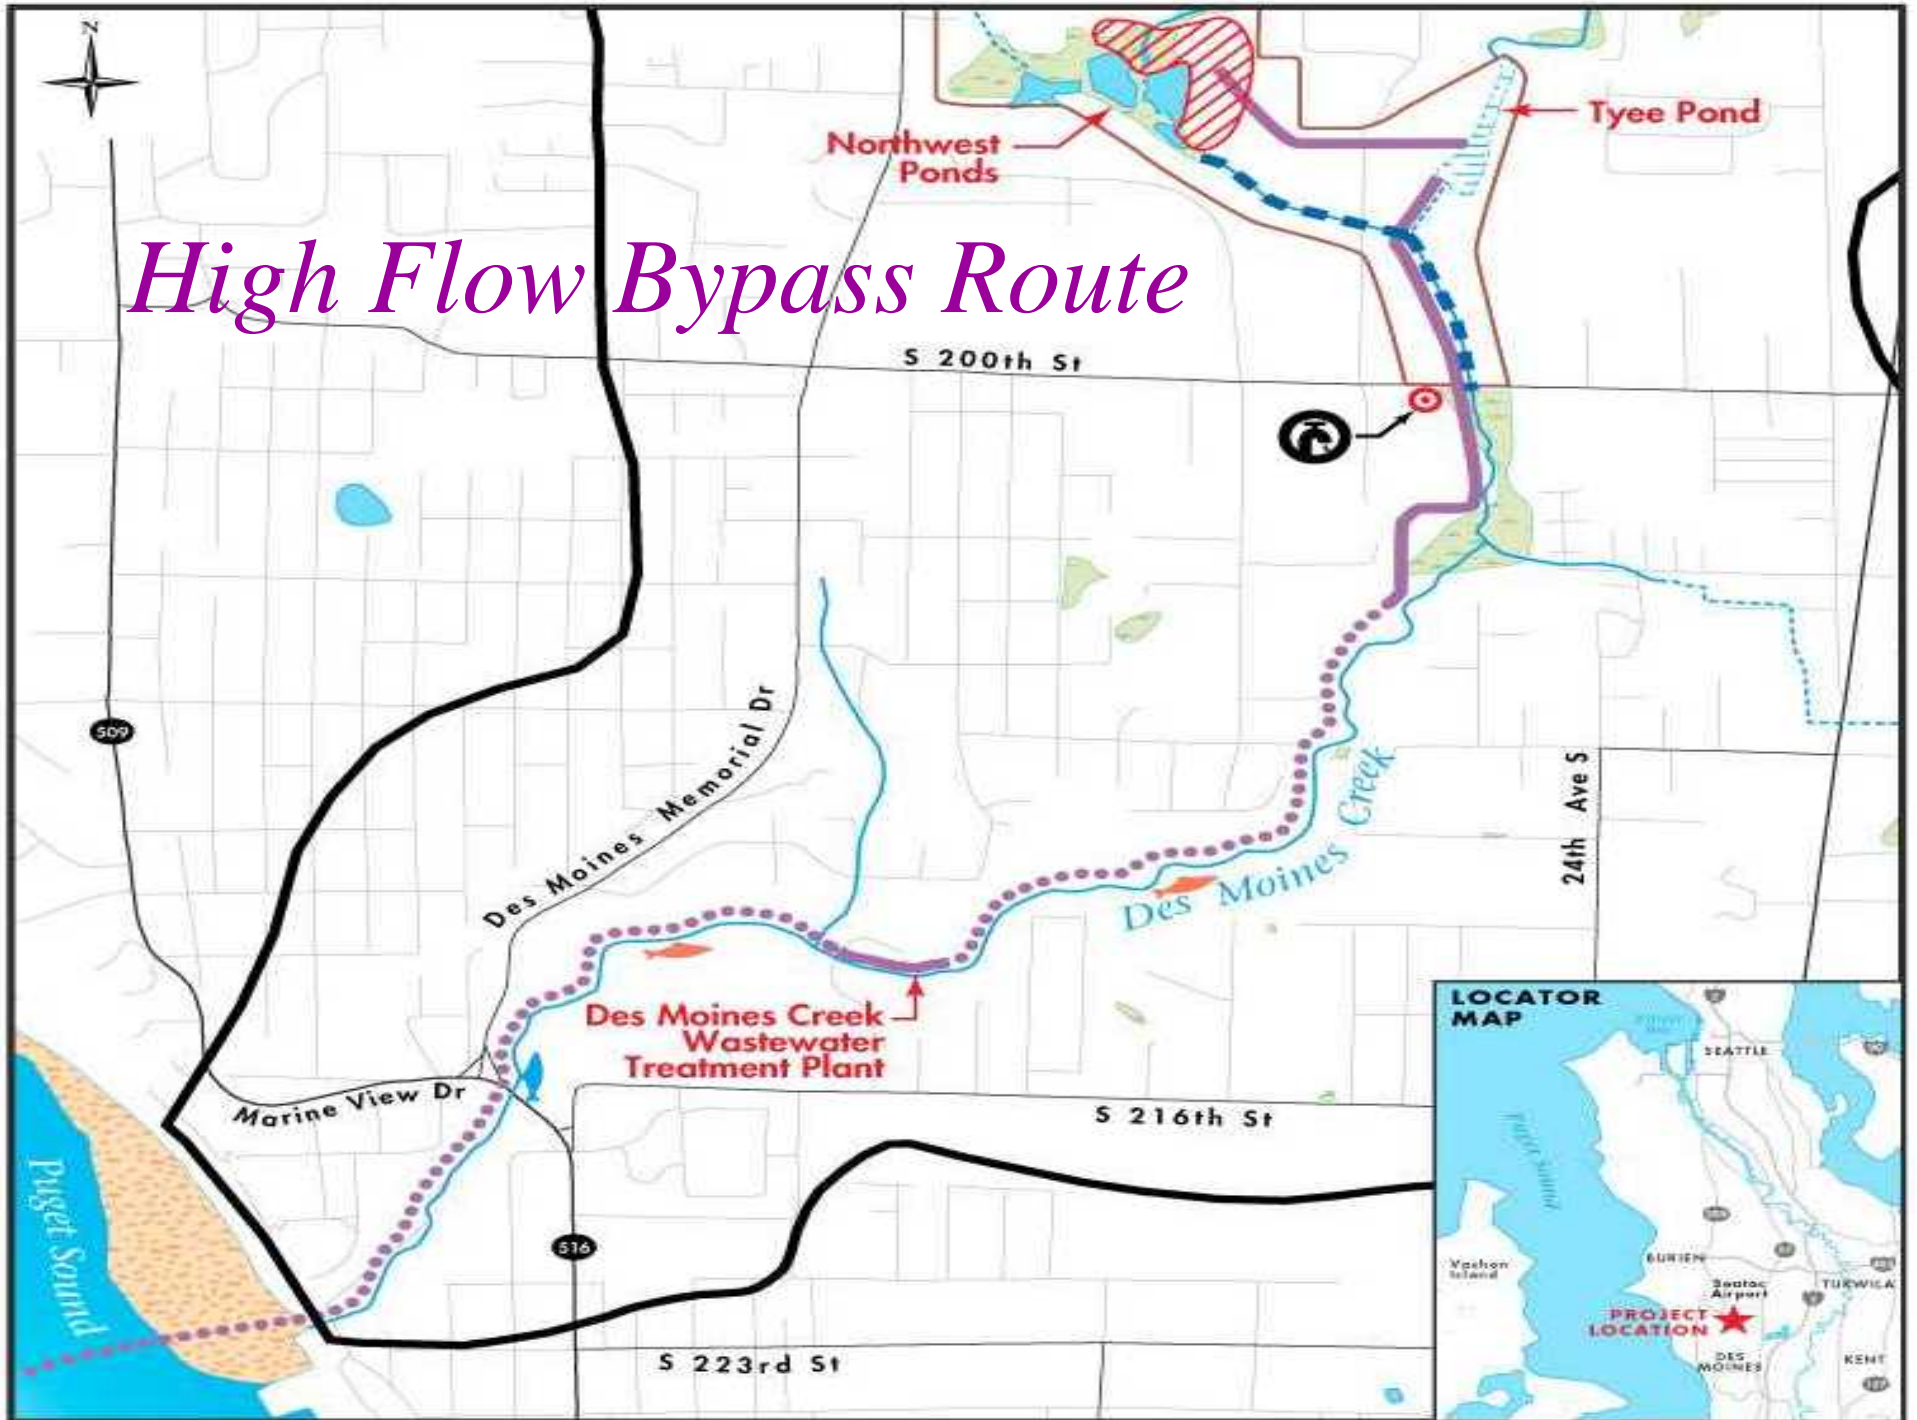 N
Tyee Pond
Northwest
Ponds
High Flow Bypass Route
S 200th St
509
Des Moines Memorial Dr
Des Moines Creek
24th Ave S
Des Moines Creek
Wastewater
Treatment Plant
Marine View Dr
S 216th St
Puget Sound
516
S 223rd St
LOCATOR
MAP
SEATTLE
Puget Sound
Vashon
Island
BURIEN
Seatac
Airport
TUKWILA
PROJECT
LOCATION
DES
MOINES
KENT